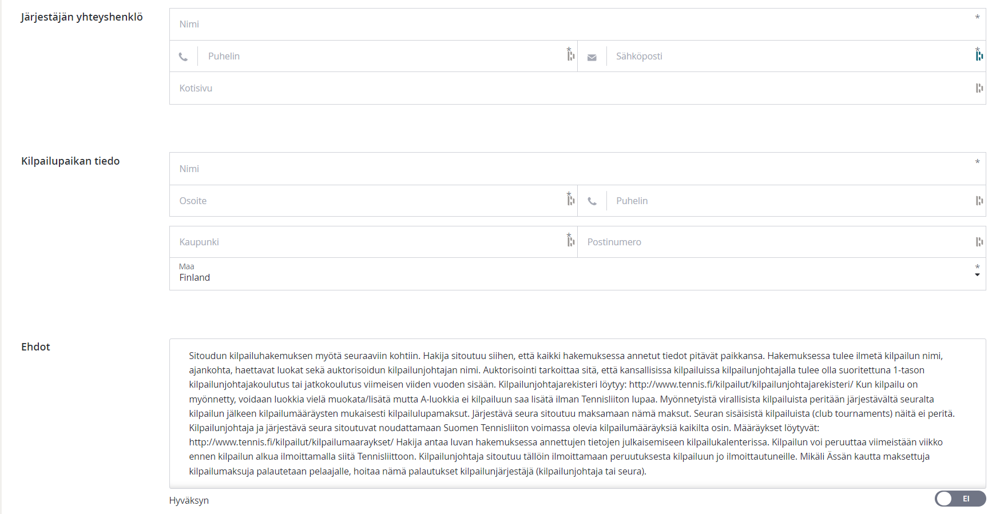 Järjestäjän yhteyshenklö
Nimi *
Puhelin *
Sähköposti *
Kotisivu
Kilpailupaikan tiedo
Nimi *
Osoite *
Puhelin
Kaupunki *
Postinumero
Maa *
Finland
Ehdot
Sitoudun kilpailuhakemuksen myötä seuraaviin kohtiin. Hakija sitoutuu siihen, että kaikki hakemuksessa annetut tiedot pitävät paikkansa. Hakemuksessa tulee ilmetä kilpailun nimi,
ajankohta, haettavat luokat sekä auktorisoidun kilpailunjohtajan nimi. Auktorisointi tarkoittaa sitä, että kansallisissa kilpailuissa kilpailunjohtajalla tulee olla suoritettuna 1-tason
kilpailunjohtajakoulutus tai jatkokoulutus viimeisen viiden vuoden sisään. Kilpailunjohtajarekisteri löytyy: http://www.tennis.fi/kilpailut/kilpailunjohtajarekisteri/ Kun kilpailu on
myönnetty, voidaan luokkia vielä muokata/lisätä mutta A-luokkia ei kilpailuun saa lisätä ilman Tennisliiton lupaa. Myönnetyistä virallisista kilpailuista peritään järjestävältä seuralta
kilpailun jälkeen kilpailumääräysten mukaisesti kilpailulupamaksut. Järjestävä seura sitoutuu maksamaan nämä maksut. Seuran sisäisistä kilpailuista (club tournaments) näitä ei peritä.
Kilpailunjohtaja ja järjestävä seura sitoutuvat noudattamaan Suomen Tennisliiton voimassa olevia kilpailumääräyksiä kaikilta osin. Määräykset löytyvät:
http://www.tennis.fi/kilpailut/kilpailumaaraykset/ Hakija antaa luvan hakemuksessa annettujen tietojen julkaisemiseen kilpailukalenterissa. Kilpailun voi peruuttaa viimeistään viikko
ennen kilpailun alkua ilmoittamalla siitä Tennisliittoon. Kilpailunjohtaja sitoutuu tällöin ilmoittamaan peruutuksesta kilpailuun jo ilmoittautuneille. Mikäli Ässän kautta maksettuja
kilpailumaksuja palautetaan pelaajalle, hoitaa nämä palautukset kilpailunjärjestäjä (kilpailunjohtaja tai seura).
Hyväksyn
EI